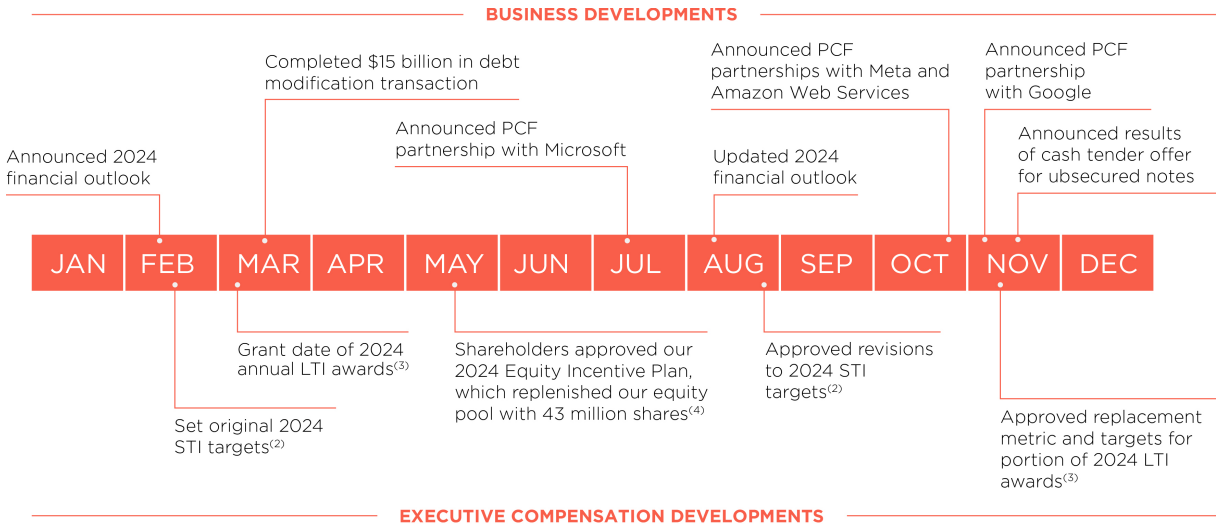 BUSINESS DEVELOPMENTS
Announced 2024
financial outlook
Completed $15 billion in debt
modification transaction
Announced PCF
partnership with Microsoft
Announced PCF
partnerships with Meta and
Amazon Web Services
Updated 2024
financial outlook
Announced PCF
partnership
with Google
Announced results
of cash tender offer
for ubsecured notes
JAN FEB MAR APR MAY JUN JUL AUG SEP OCT NOV DEC
Set original 2024
STI targets(2)
Grant date of 2024
annual LTI awards(3)
Shareholders approved our
2024 Equity Incentive Plan,
which replenished our equity
pool with 43 million shares(4)
Approved revisions
to 2024 STI
targets(2)
Approved replacement
metric and targets for
portion of 2024 LTI
awards(3)
EXECUTIVE COMPENSATION DEVELOPMENTS